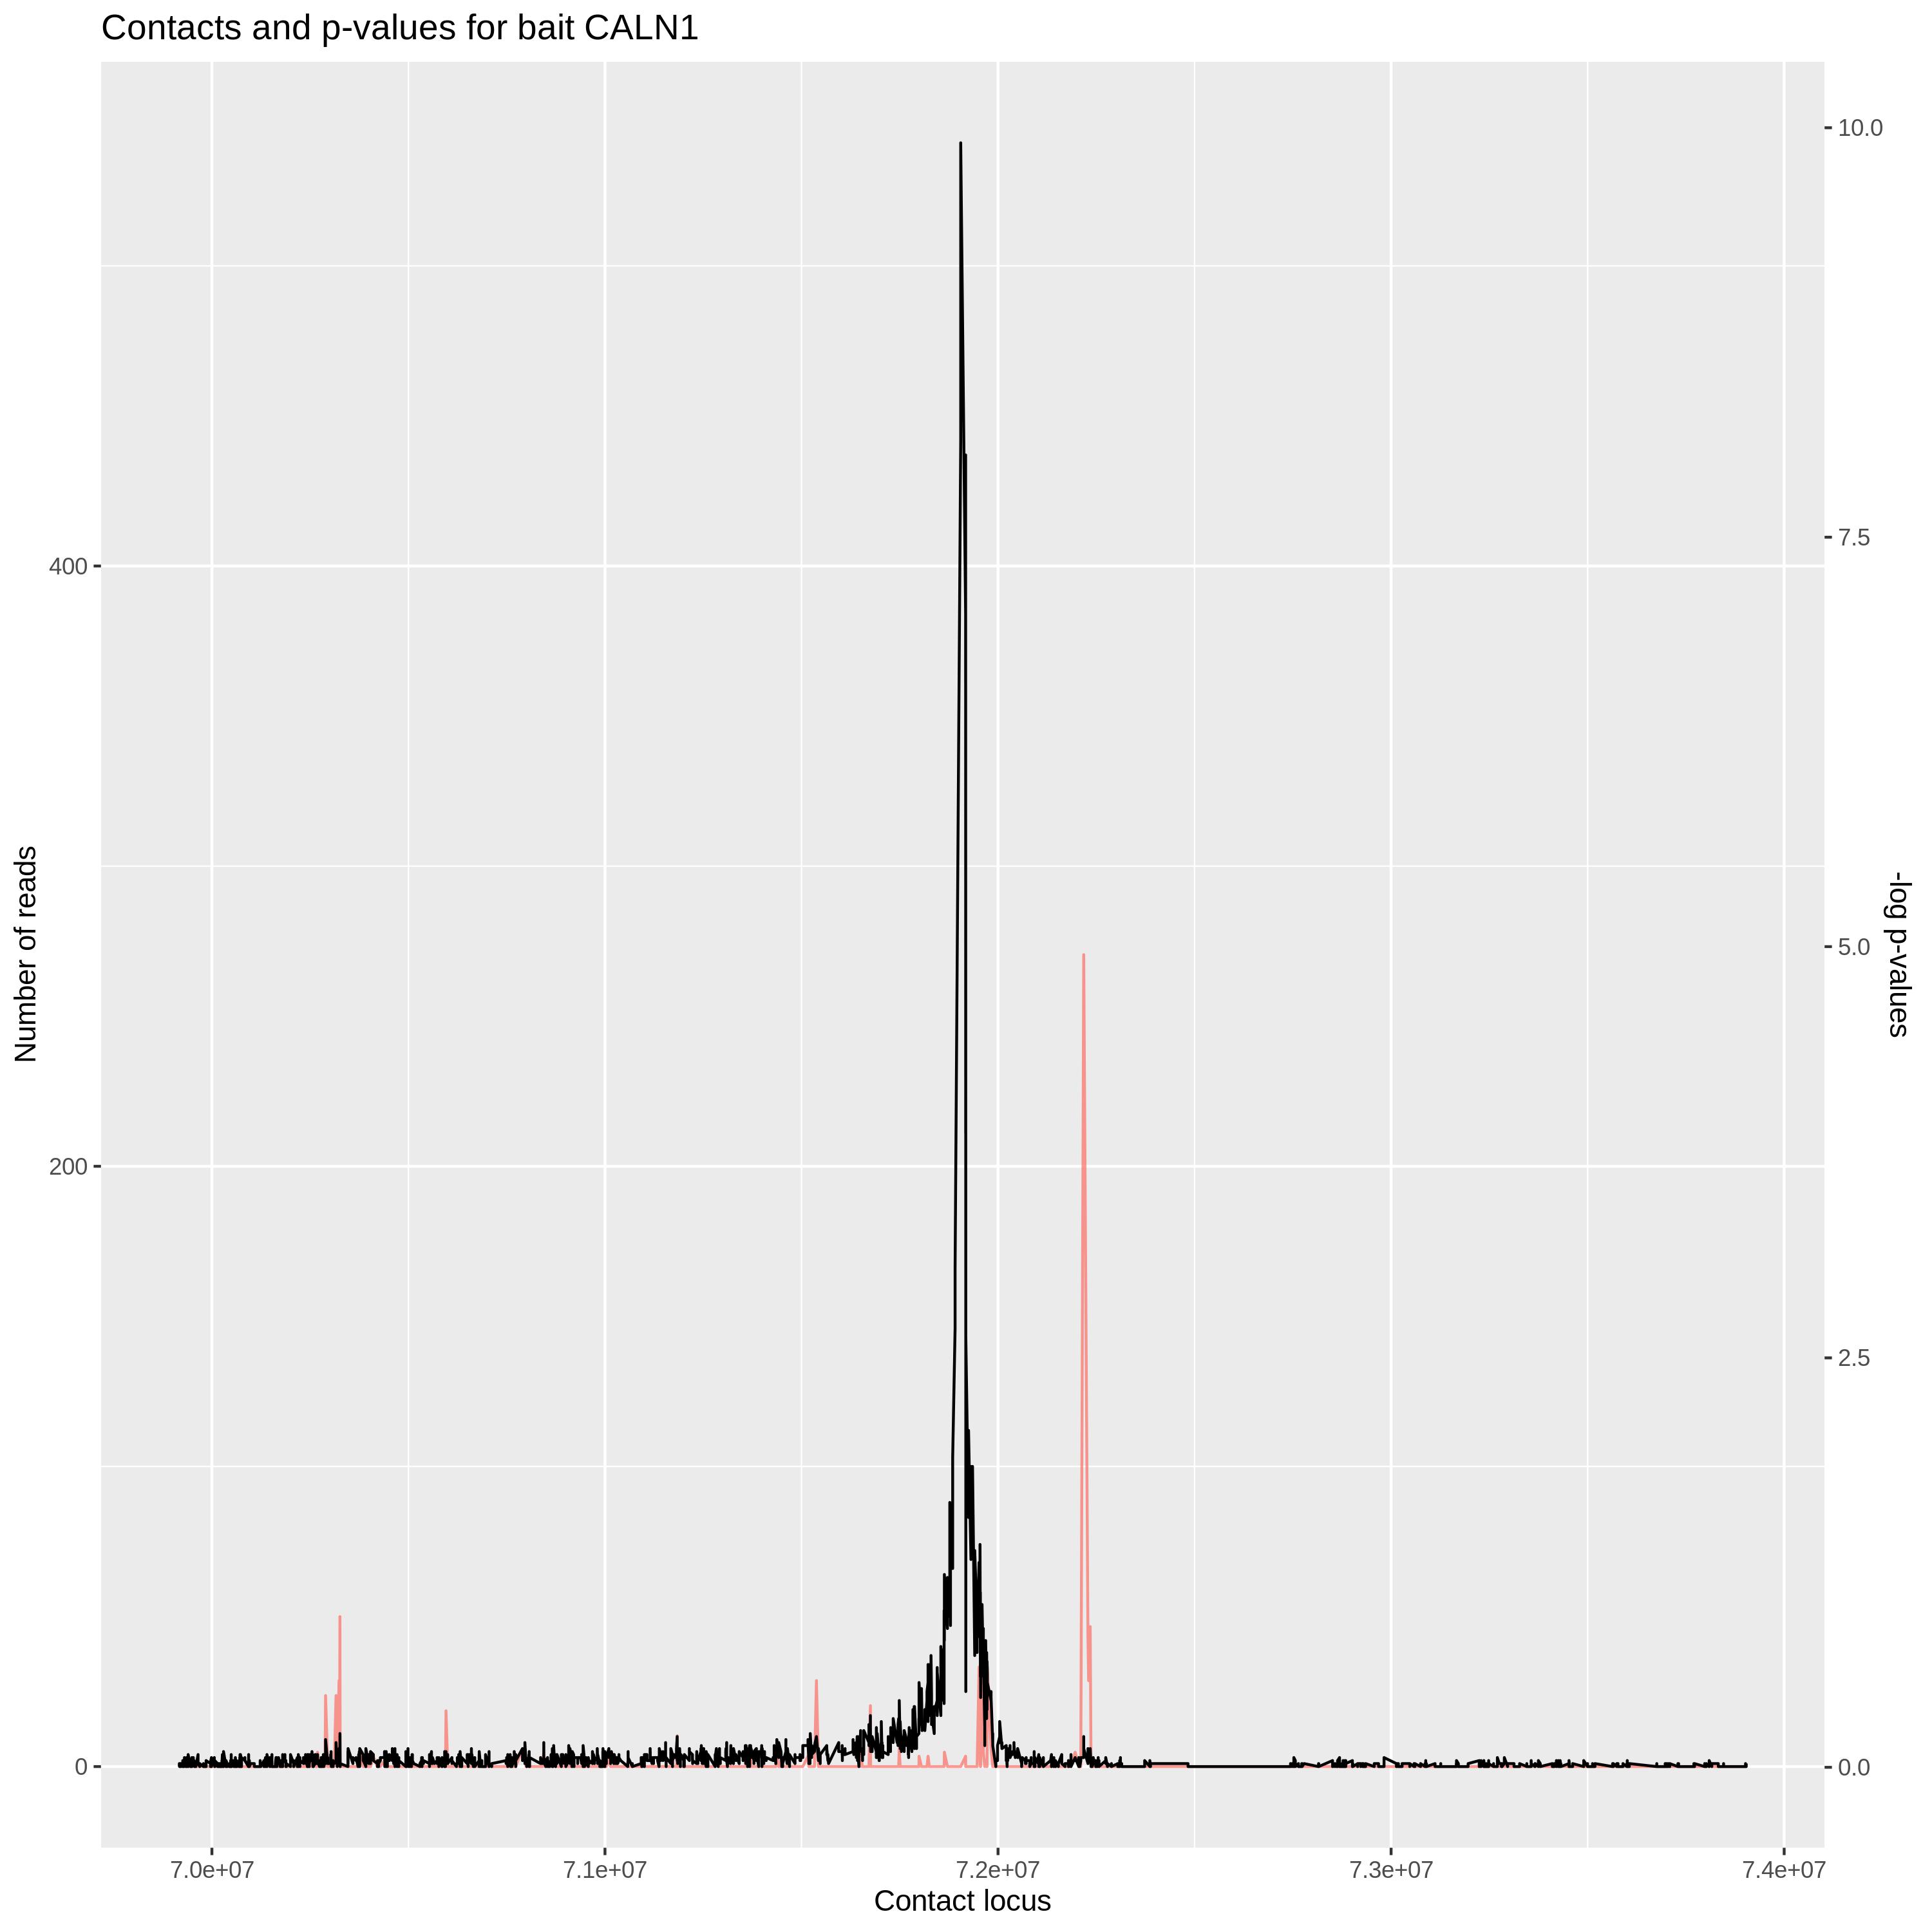 Contacts and p-values for bait CALN1
Number of reads
400
200
0
10.0
7.5
5.0
2.5
0.0
-log p-values
7.0e+07
7.1e+07
7.2e+07
7.3e+07
7.4e+07
Contact locus